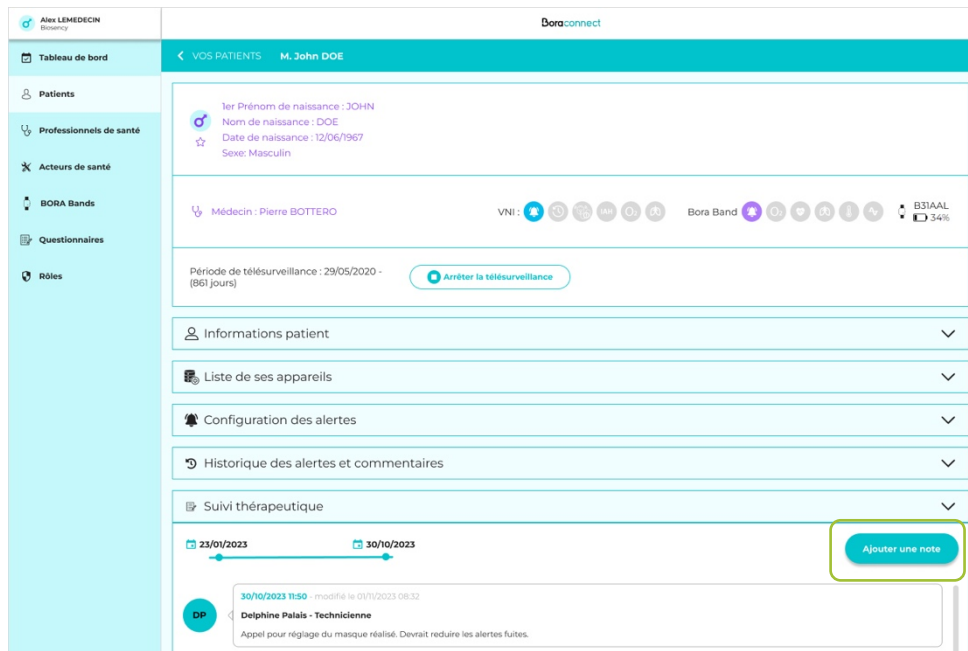 Alex LEMEDECIN
Biosency
Boraconnect
Tableau de bord
Patients
Professionnels de santé
Acteurs de santé
BORA Bands
Questionnaires
Rôles
VOS PATIENTS M. John DOE
1er Prénom de naissance : JOHN
Nom de naissance : DOE
Date de naissance : 12/06/1967
Sexe: Masculin
Médecin : Pierre BOTTERO
VNI : IAH O₂
Bora Band O₂
B31AAL
34%
Période de télésurveillance : 29/05/2020 -
(861 jours)
Arrêter la télésurveillance
Informations patient
Liste de ses appareils
Configuration des alertes
Historique des alertes et commentaires
Suivi thérapeutique
23/01/2023 30/10/2023
Ajouter une note
DP
30/10/2023 11:50 - modifié le 01/11/2023 08:32
Delphine Palais - Technicienne
Appel pour réglage du masque réalisé. Devrait reduire les alertes fuites.